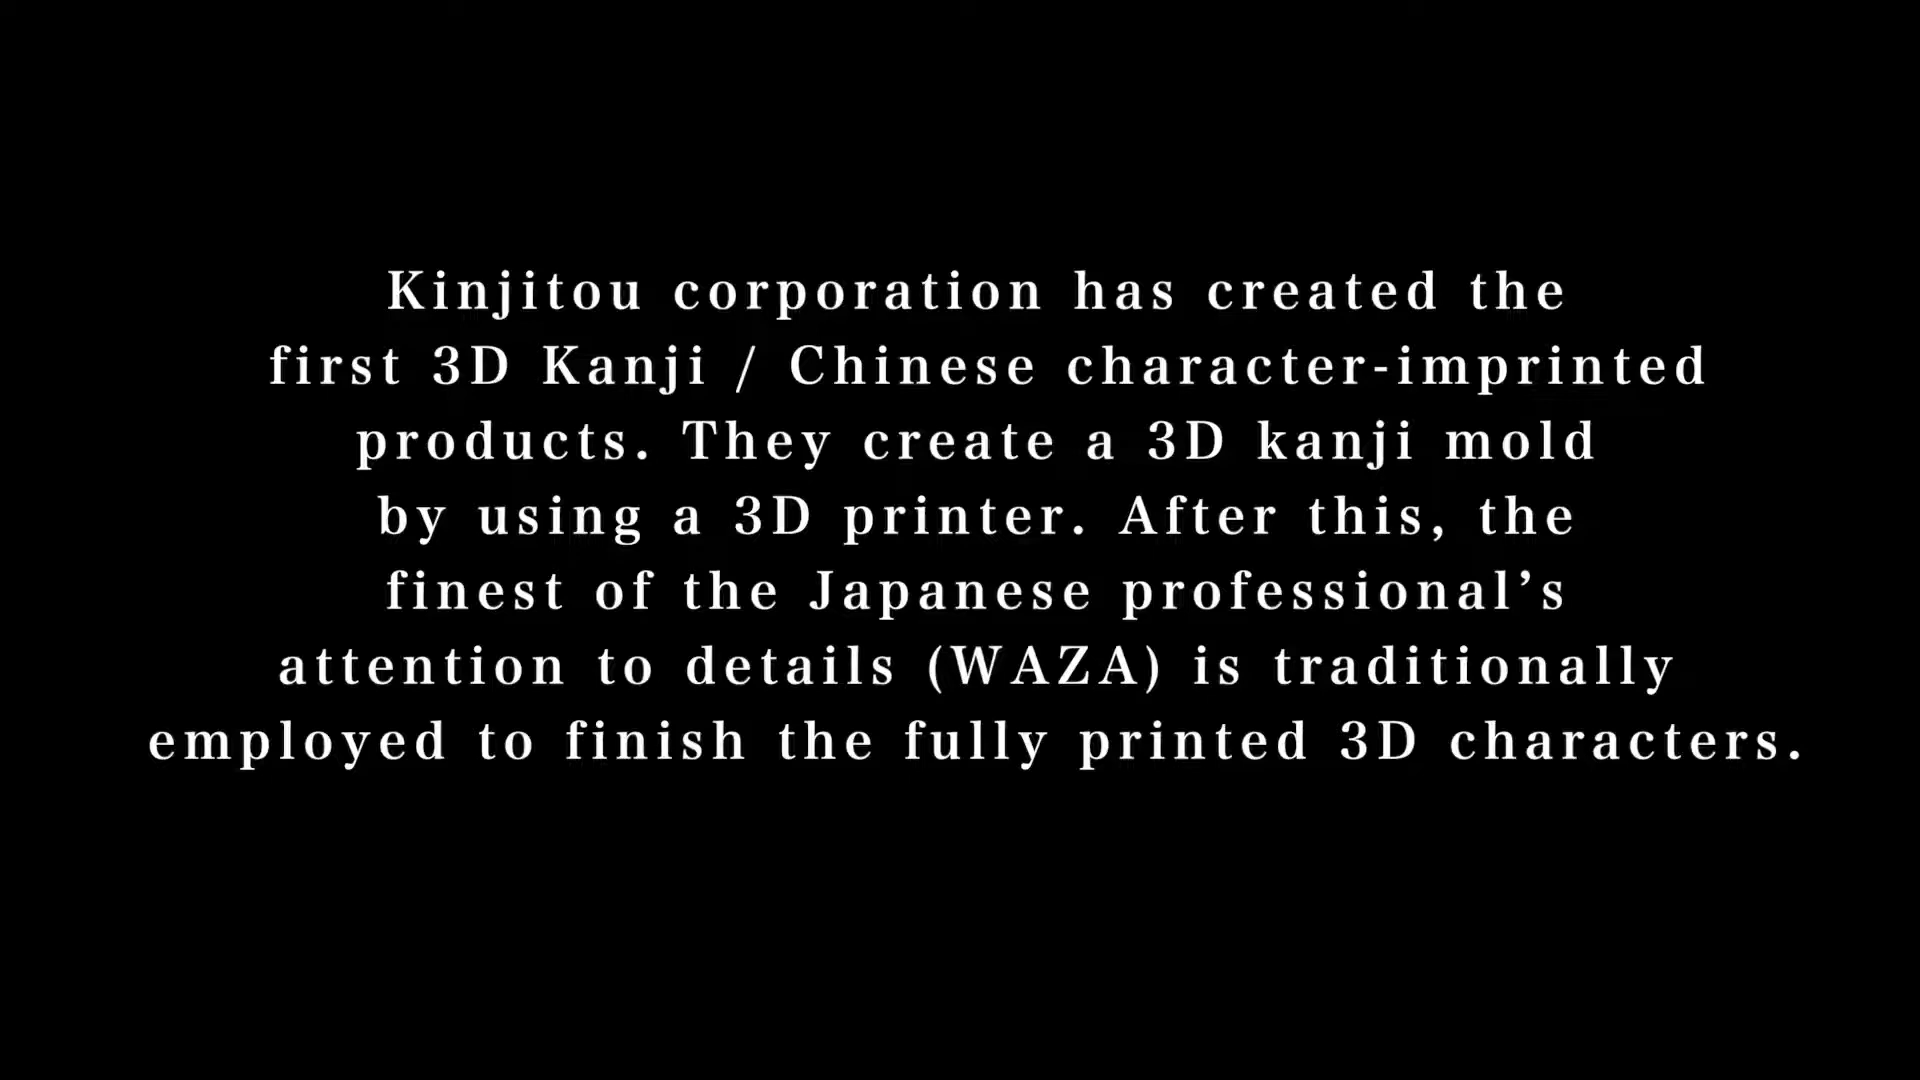 Kinjitou corporation has created the
first 3D Kanji / Chinese character-imprinted
products. They create a 3D kanji mold
by using a 3D printer. After this, the
finest of the Japanese professional’s
attention to details (WAZA) is traditionally
employed to finish the fully printed 3D characters.